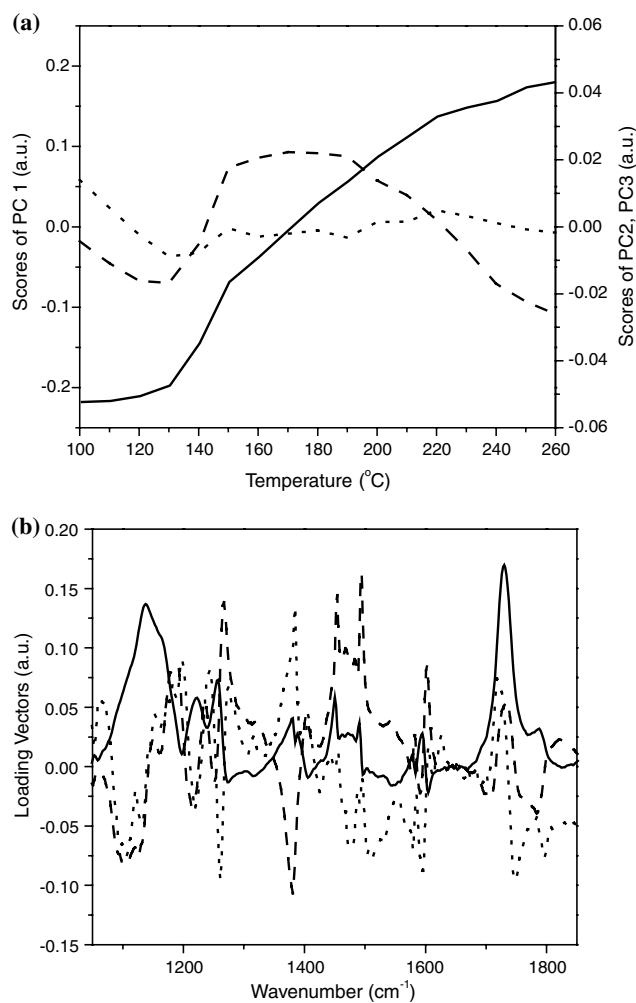 (a)
0.2
0.1
0.0
-0.1
-0.2
Scores of PC 1 (a.u.)
0.06
0.04
0.02
0.00
-0.02
-0.04
-0.06
Scores of PC2, PC3 (a.u.)
100 120 140 160 180 200 220 240 260
Temperature (°C)
(b)
0.20
0.15
0.10
0.05
0.00
-0.05
-0.10
-0.15
Loading Vectors (a.u.)
1200 1400 1600 1800
Wavenumber (cm-1)